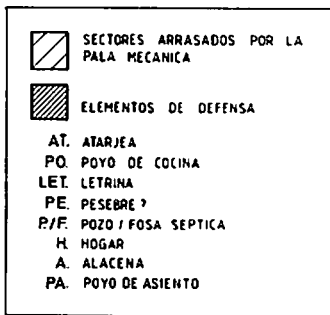 SECTORES ARRASADOS POR LA
PALA MECANICA
ELEMENTOS DE DEFENSA
AT. ATARJEA
PO. POYO DE COCINA
LET. LETRINA
PE. PESEBRE ?
P./F. POZO / FOSA SEPTICA
H. HOGAR
A. ALACENA
PA. POYO DE ASIENTO